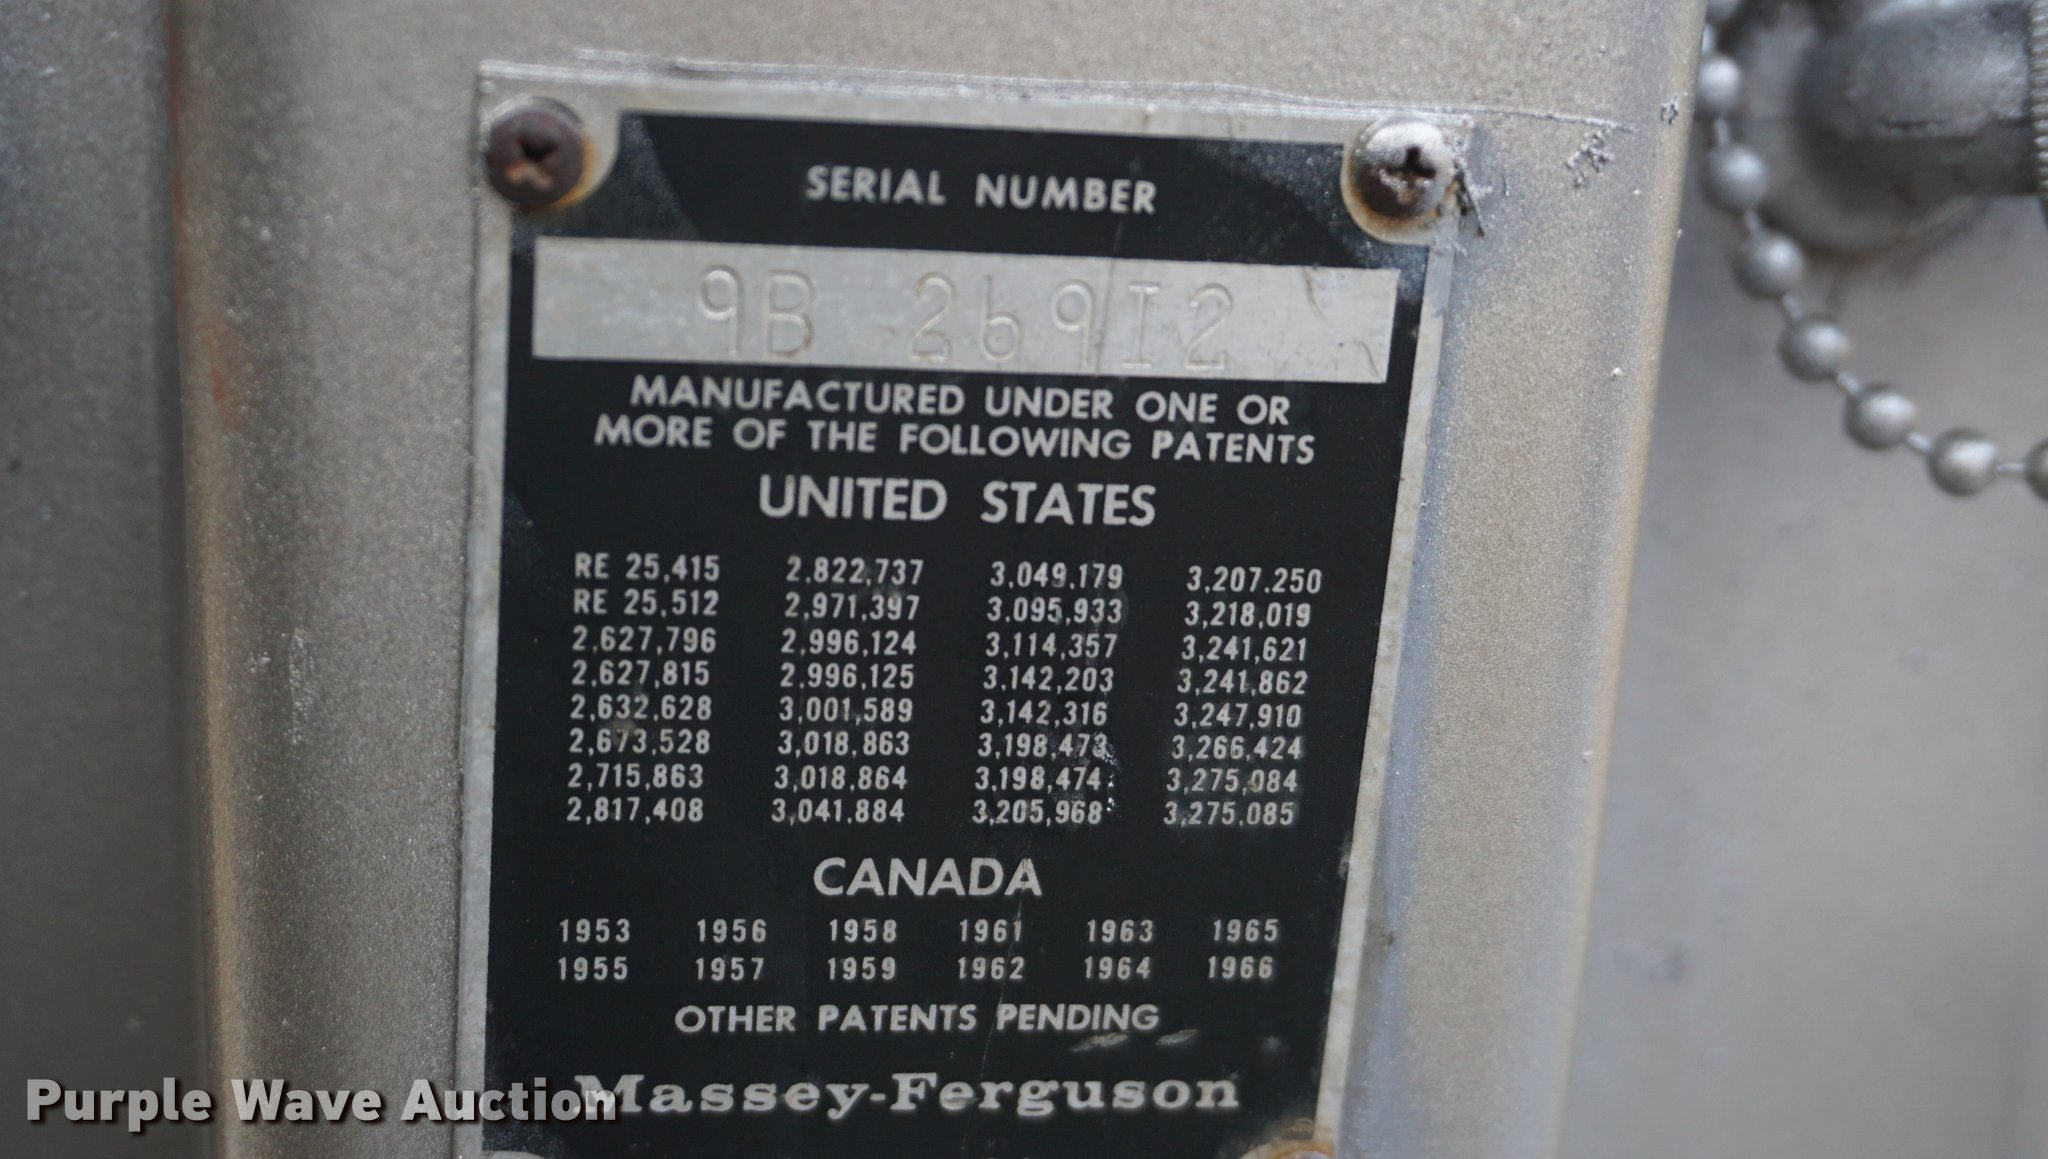 SERIAL NUMBER
9B 26912
MANUFACTURED UNDER ONE OR
MORE OF THE FOLLOWING PATENTS
UNITED STATES
RE 25,415 2,822,737 3,049,179 3,207,250
RE 25,512 2,971,397 3,095,933 3,218,019
2,627,796 2,996,124 3,114,357 3,241,621
2,627,815 2,996,125 3,142,203 3,241,862
2,632,628 3,001,589 3,142,316 3,247,910
2,673,528 3,018,863 3,198,473 3,266,424
2,715,863 3,018,864 3,198,474 3,275,084
2,817,408 3,041,884 3,205,968 3,275,085
CANADA
1953 1956 1958 1961 1963 1965
1955 1957 1959 1962 1964 1966
OTHER PATENTS PENDING
Massey-Ferguson
Purple Wave Auction